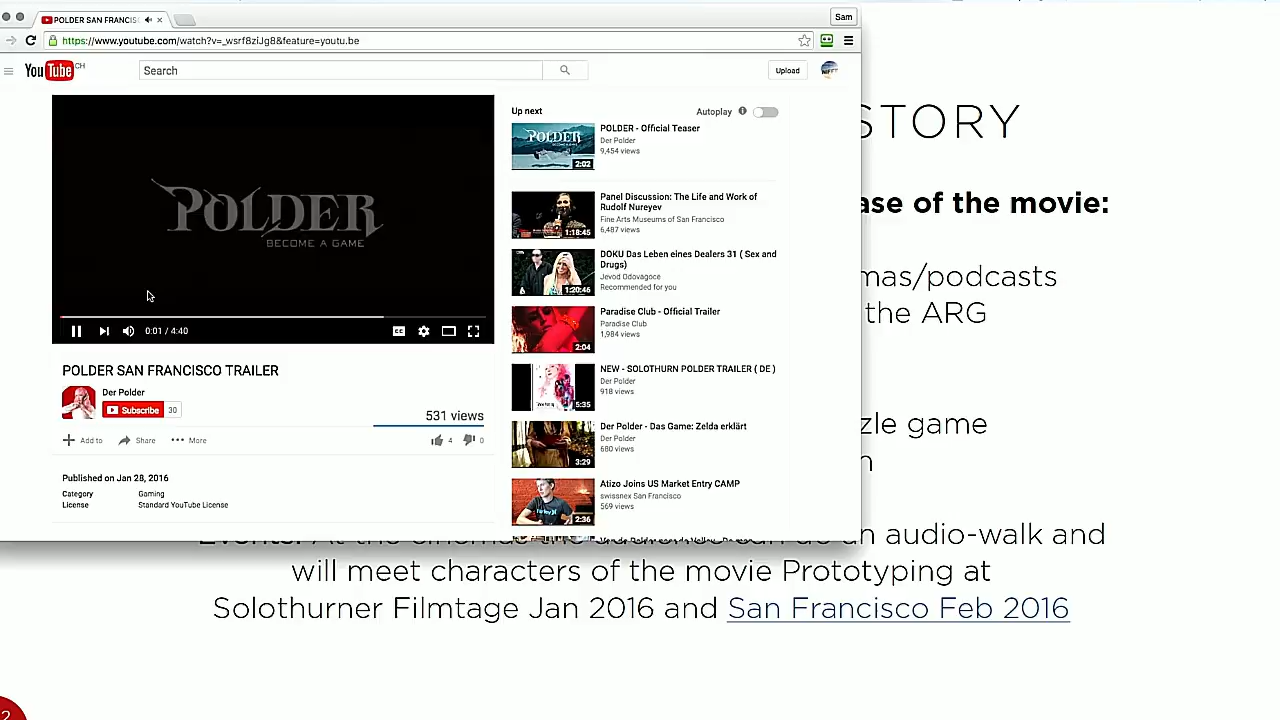 POLDER SAN FRANCISC
Sam
https://www.youtube.com/watch?v=_wsrf8ziJg8&feature=youtu.be
YouTube CH
Search
Upload
POLDER
BECOME A GAME
0:01 / 4:40
CC
POLDER SAN FRANCISCO TRAILER
Der Polder
Subscribe 30
531 views
Add to
Share
More
4
0
Published on Jan 28, 2016
Category Gaming
License Standard YouTube License
Up next
Autoplay
POLDER
2:02
POLDER - Official Teaser
Der Polder
9,454 views
1:18:45
Panel Discussion: The Life and Work of
Rudolf Nureyev
Fine Arts Museums of San Francisco
6,487 views
1:20:46
DOKU Das Leben eines Dealers 31 ( Sex and
Drugs)
Jevod Odovagoce
Recommended for you
2:04
Paradise Club - Official Trailer
Paradise Club
1,984 views
5:35
NEW - SOLOTHURN POLDER TRAILER ( DE )
Der Polder
918 views
3:29
Der Polder - Das Game: Zelda erklärt
Der Polder
680 views
2:36
Atizo Joins US Market Entry CAMP
swissnex San Francisco
569 views
STORY
ase of the movie:
mas/podcasts
the ARG
zle game
n
an audio-walk and
will meet characters of the movie Prototyping at
Solothurner Filmtage Jan 2016 and San Francisco Feb 2016
2